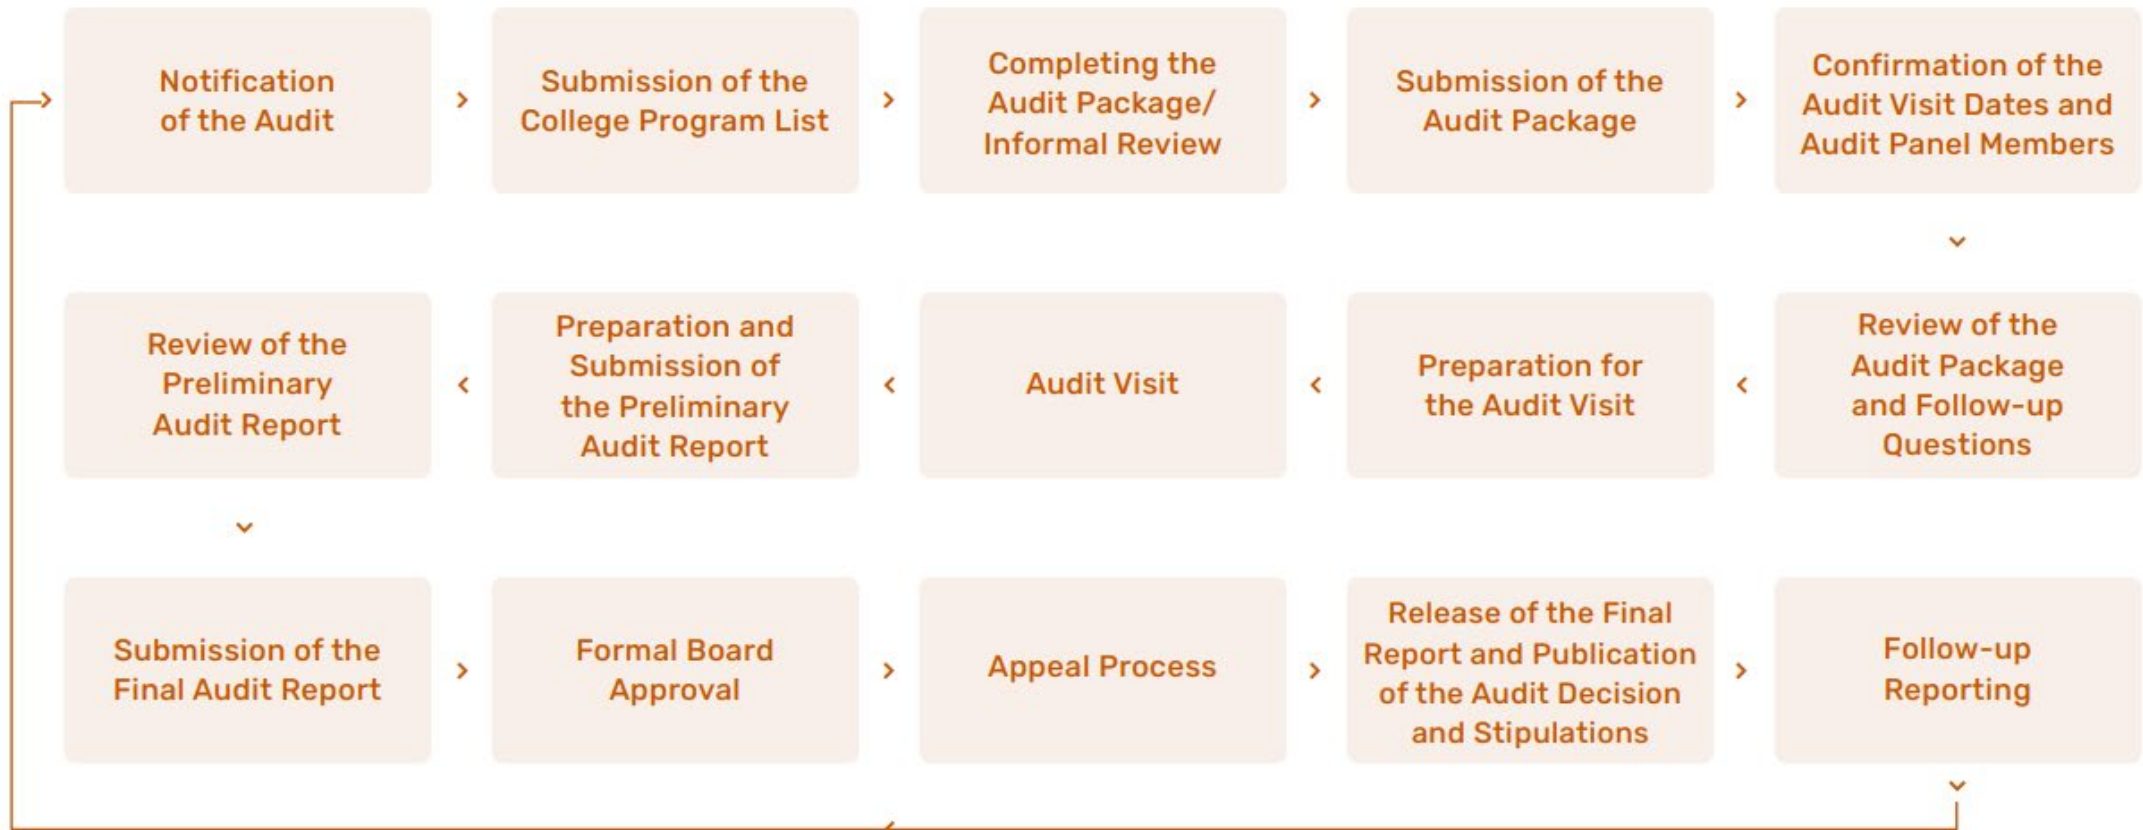 Notification
of the Audit
Submission of the
College Program List
Completing the
Audit Package/
Informal Review
Submission of the
Audit Package
Confirmation of the
Audit Visit Dates and
Audit Panel Members
Review of the
Audit Package
and Follow-up
Questions
Preparation for
the Audit Visit
Audit Visit
Preparation and
Submission of
the Preliminary
Audit Report
Review of the
Preliminary
Audit Report
Submission of the
Final Audit Report
Formal Board
Approval
Appeal Process
Release of the Final
Report and Publication
of the Audit Decision
and Stipulations
Follow-up
Reporting